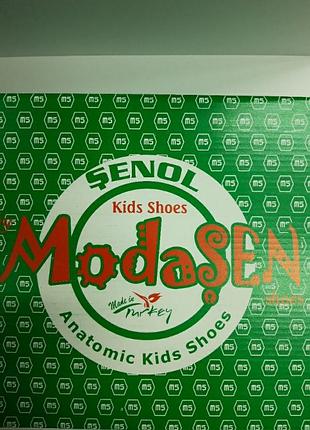 ŞENOL
Kids Shoes
ModaŞEN
Made in
Turkey
Anatomic Kids Shoes